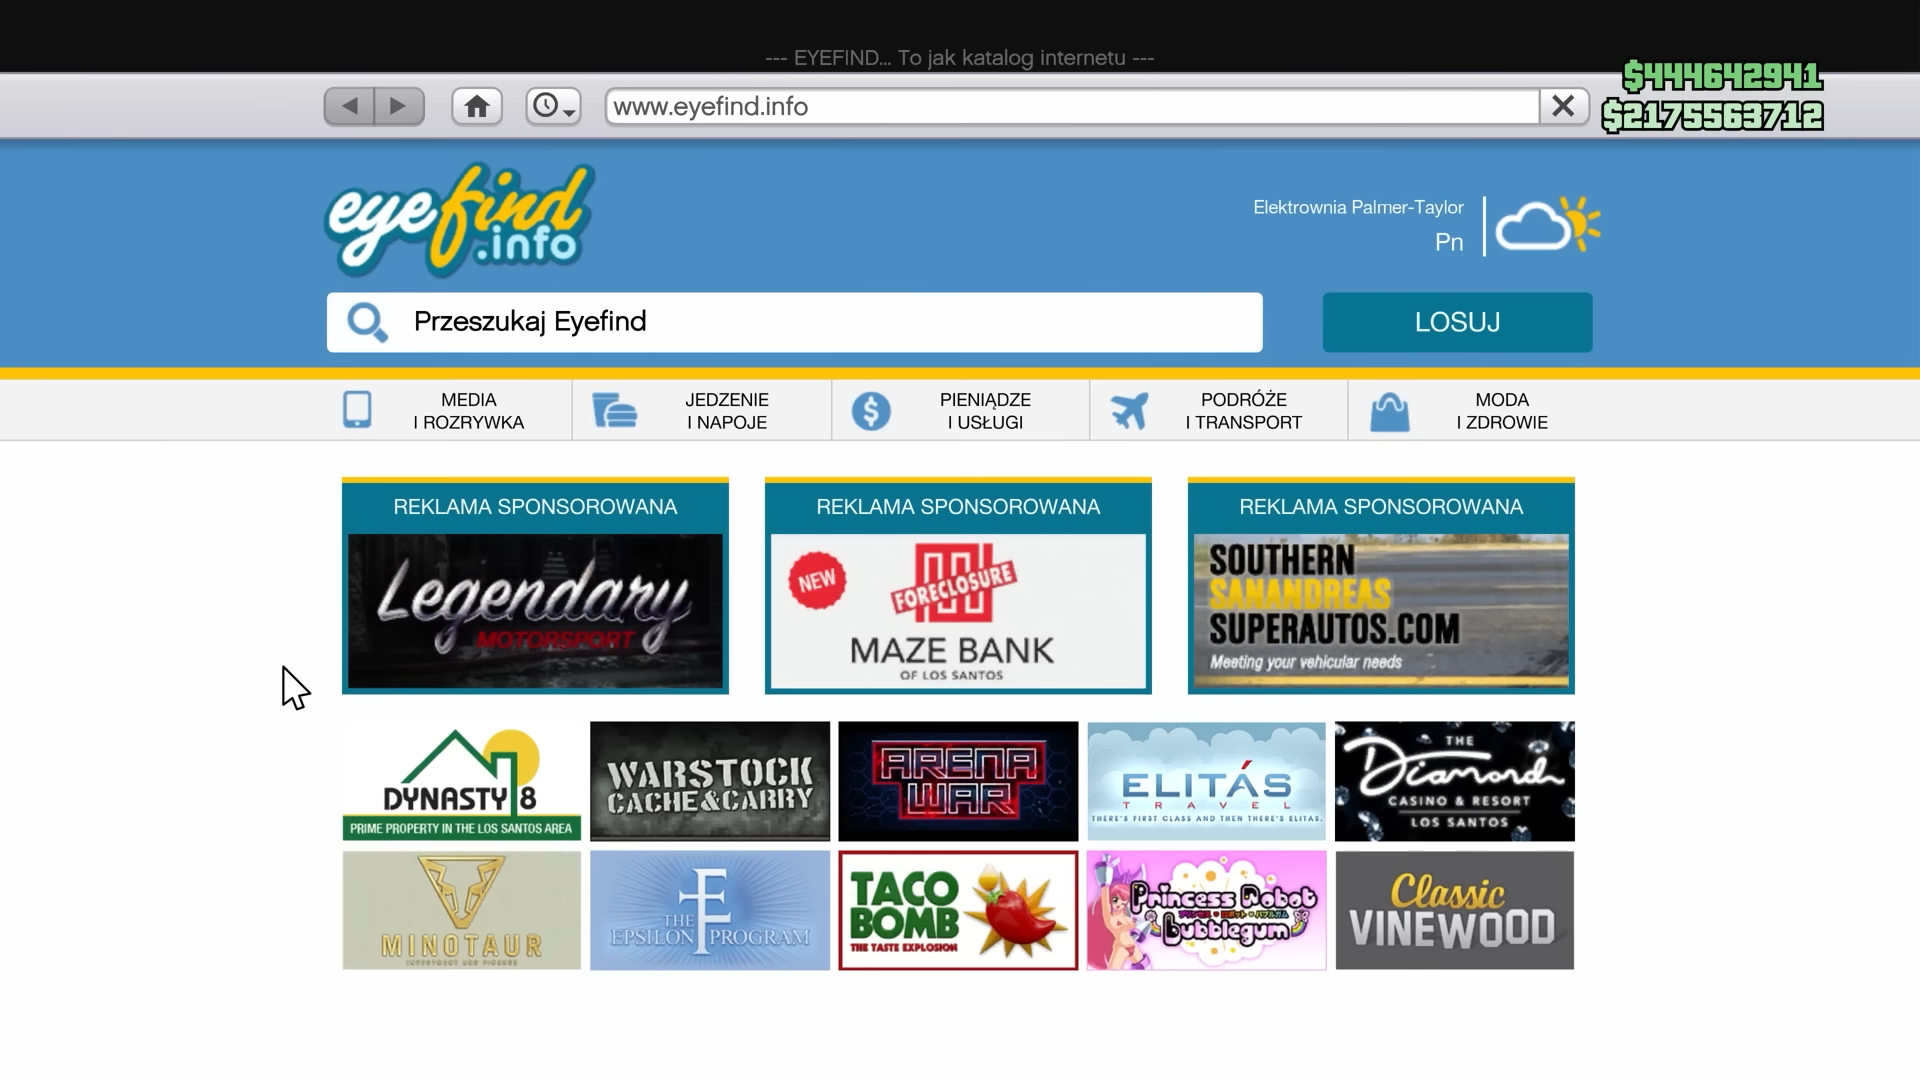 --- EYEFIND... To jak katalog internetu ---
$444642941
www.eyefind.info
$2175563712
eyefind
.info
Elektrownia Palmer-Taylor
Pn
Przeszukaj Eyefind
LOSUJ
MEDIA
I ROZRYWKA
JEDZENIE
I NAPOJE
PIENIĄDZE
I USŁUGI
PODRÓŻE
I TRANSPORT
MODA
I ZDROWIE
REKLAMA SPONSOROWANA
Legendary
MOTORSPORT
REKLAMA SPONSOROWANA
NEW
FORECLOSURE
MAZE BANK
OF LOS SANTOS
REKLAMA SPONSOROWANA
SOUTHERN
SANANDREAS
SUPERAUTOS.COM
Meeting your vehicular needs
DYNASTY 8
PRIME PROPERTY IN THE LOS SANTOS AREA
WARSTOCK
CACHE&CARRY
ARENA
WAR
ELITÁS
TRAVEL
THERE'S FIRST CLASS AND THEN THERE'S ELITAS.
THE
Diamond
CASINO & RESORT
LOS SANTOS
MINOTAUR
INVESTMENT AND FINANCE
THE
EPSILON PROGRAM
TACO
BOMB
THE TASTE EXPLOSION
Princess Robot
bubblegum
Classic
VINEWOOD